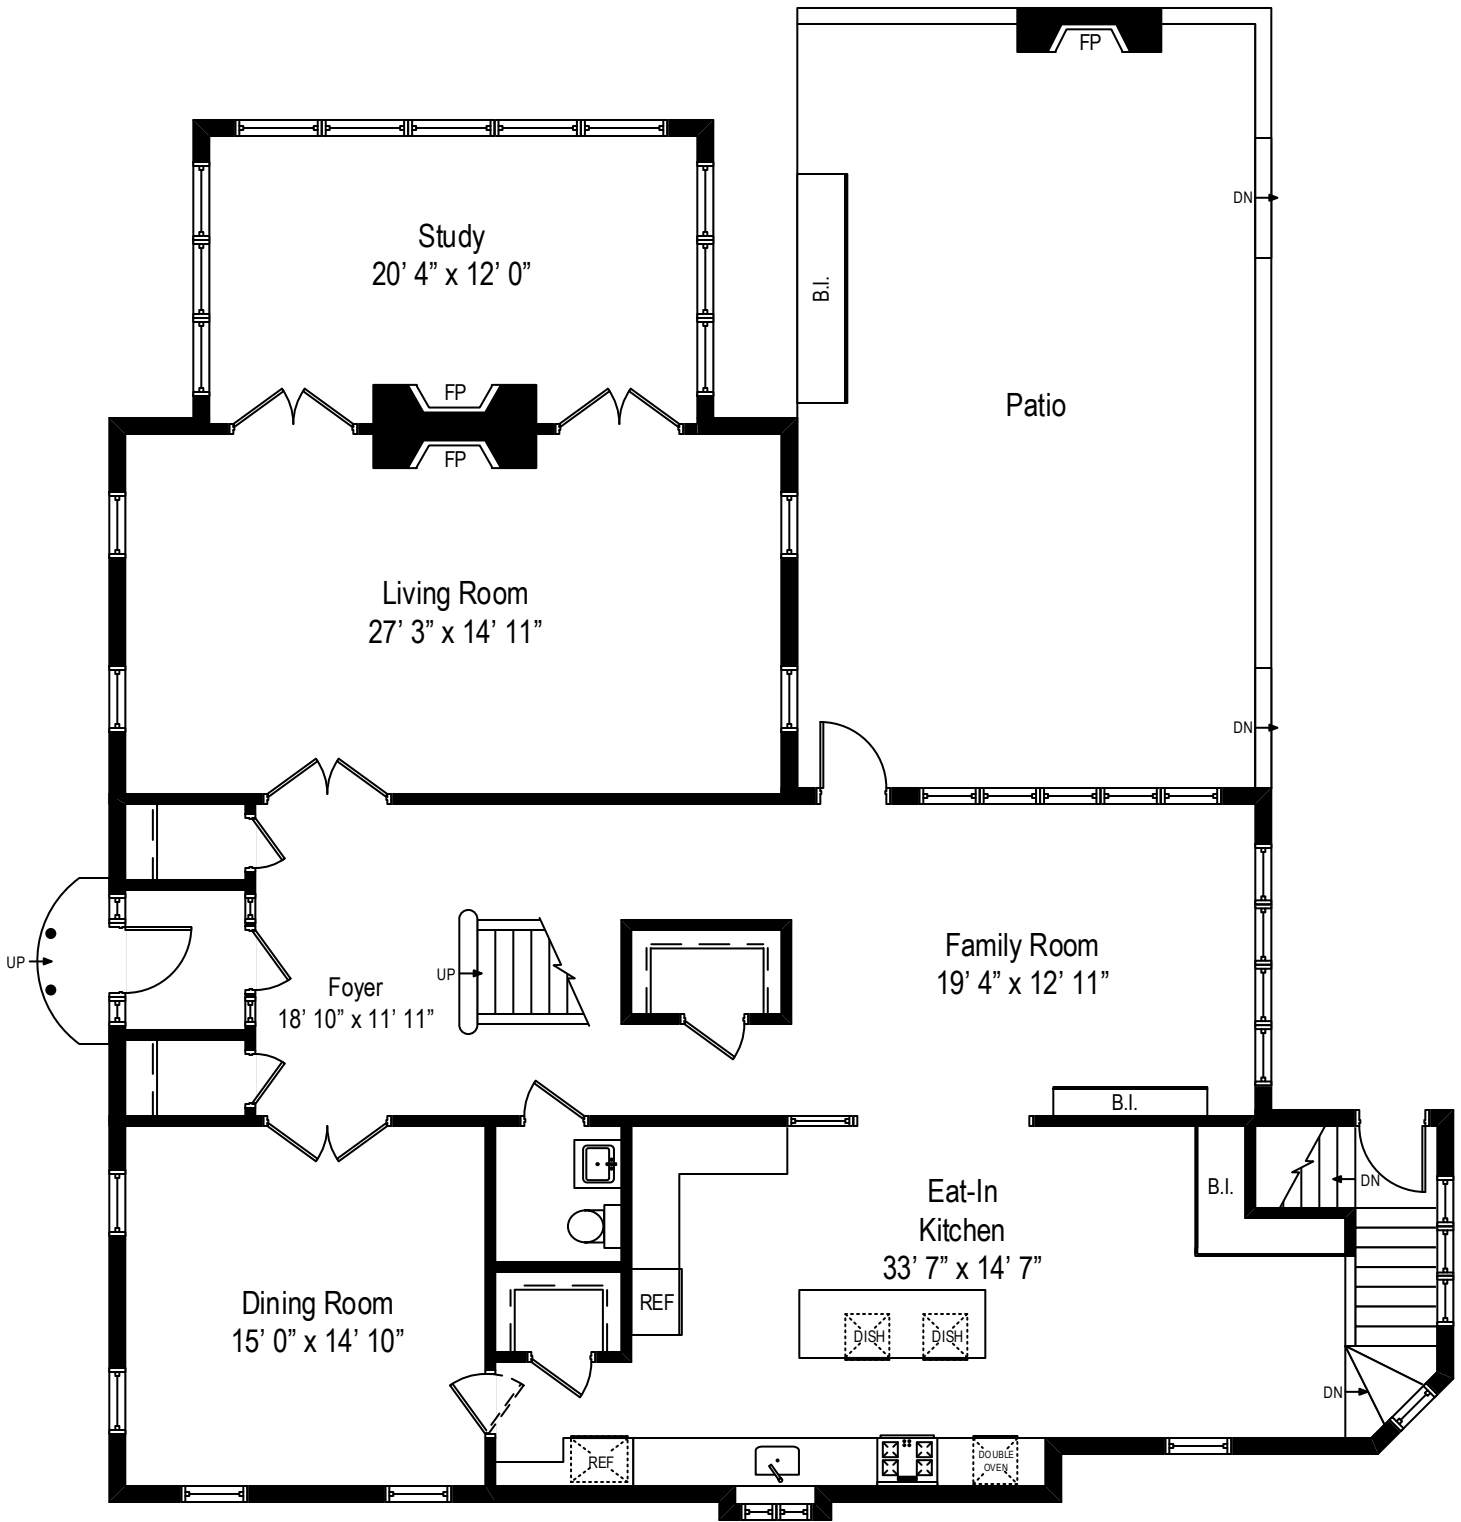 FP
Study
20’ 4” x 12’ 0”
DN
B.I.
FP
Patio
FP
Living Room
27’ 3” x 14’ 11”
DN
Family Room
19’ 4” x 12’ 11”
UP
UP
Foyer
18’ 10” x 11’ 11”
B.I.
Eat-In
Kitchen
33’ 7” x 14’ 7”
B.I.
DN
Dining Room
15’ 0” x 14’ 10”
REF
DISH
DISH
DN
REF
DOUBLE
OVEN